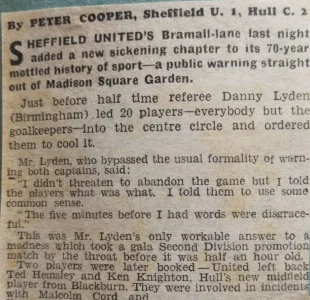 By PETER COOPER, Sheffield U. 1, Hull C. 2
SHEFFIELD UNITED'S Bramall-lane last night
added a new sickening chapter to its 70-year
mottled history of sport—a public warning straight
out of Madison Square Garden.
Just before half time referee Danny Lyden
(Birmingham) led 20 players—everybody but the
goalkeepers—into the centre circle and ordered
them to cool it.
Mr. Lyden, who bypassed the usual formality of warn-
ing both captains, said:
"I didn't threaten to abandon the game but I told
the players what was what. I told them to use some
common sense.
"The five minutes before I had words were disgrace-
ful."
This was Mr. Lyden's only workable answer to a
madness which took a gala Second Division promotion
match by the throat before it was half an hour old.
Two players were later booked—United left back
Ted Hemsley and Ken Knighton, Hull's new midfield
player from Blackburn. They were involved in incidents
with Malcolm Cord and